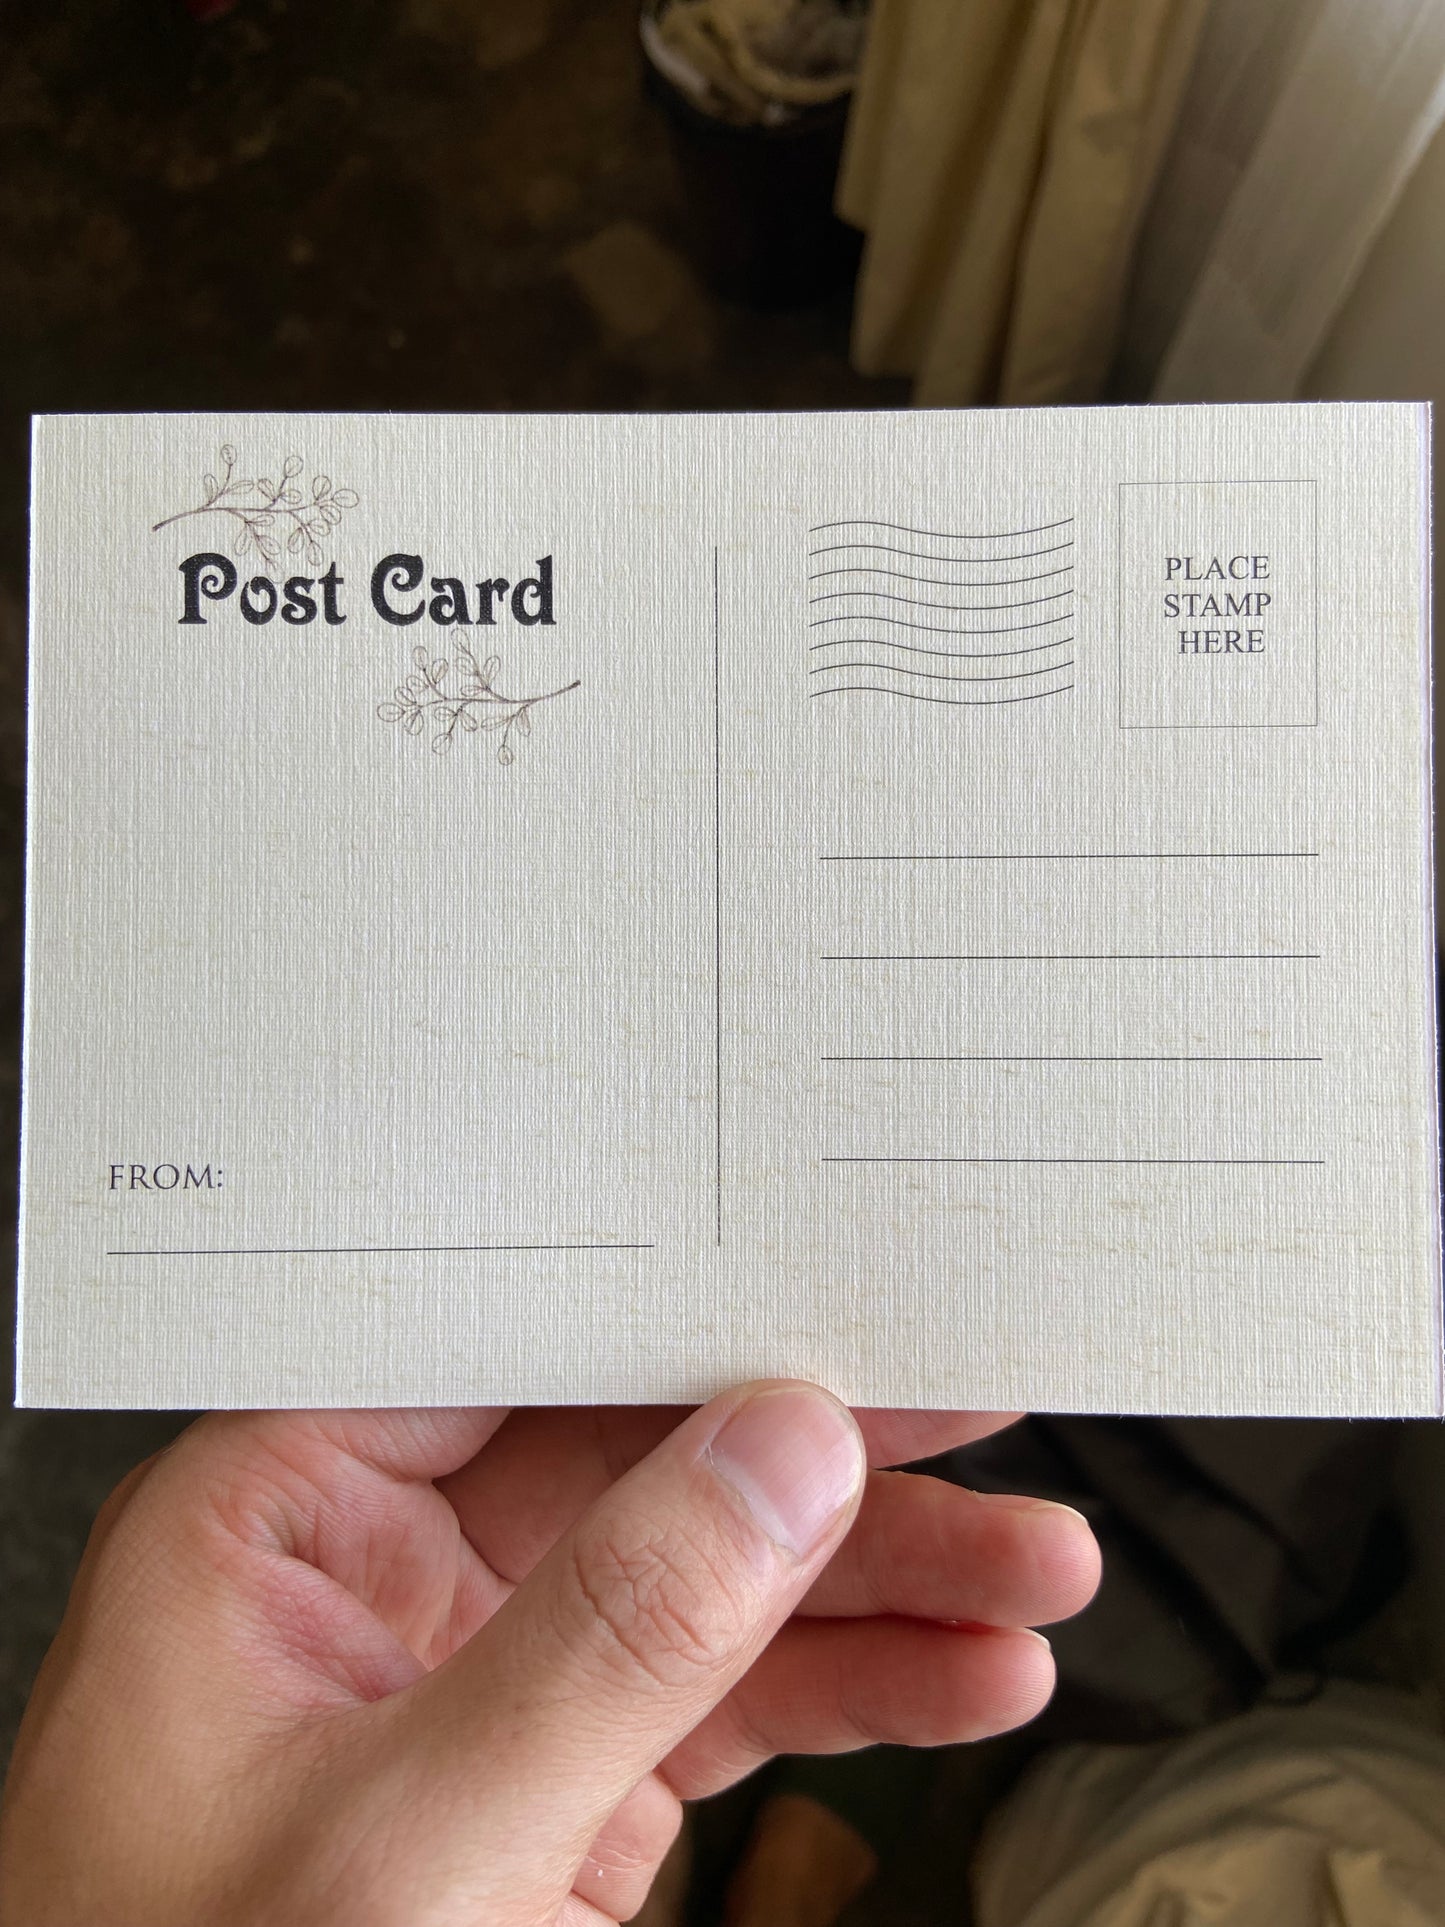 Post Card
PLACE
STAMP
HERE
FROM: